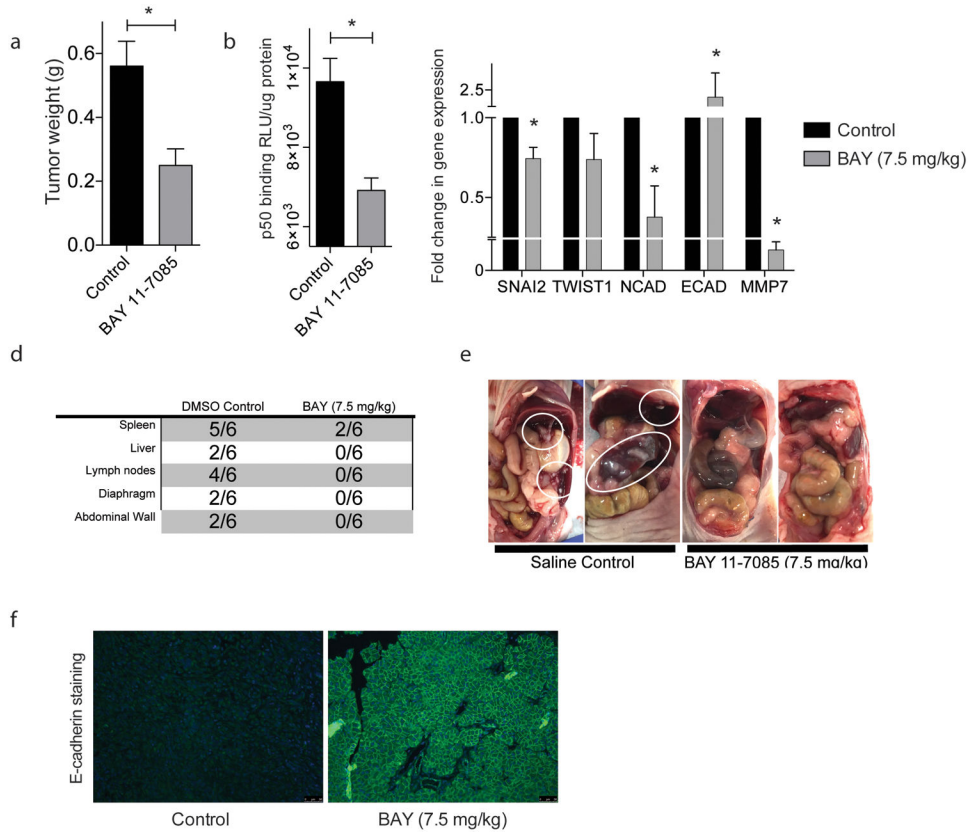 a
Tumor weight (g)
0.6
0.4
0.2
0.0
*
Control
BAY 11-7085
b
p50 binding RLU/ug protein
1×10⁴
8×10³
6×10³
*
Control
BAY 11-7085
Fold change in gene expression
2.5
1.0
0.5
0
*
*
*
*
SNAI2 TWIST1 NCAD ECAD MMP7
Control
BAY (7.5 mg/kg)
d
DMSO Control BAY (7.5 mg/kg)
Spleen 5/6 2/6
Liver 2/6 0/6
Lymph nodes 4/6 0/6
Diaphragm 2/6 0/6
Abdominal Wall 2/6 0/6
e
Saline Control BAY 11-7085 (7.5 mg/kg)
f
E-cadherin staining
Control BAY (7.5 mg/kg)